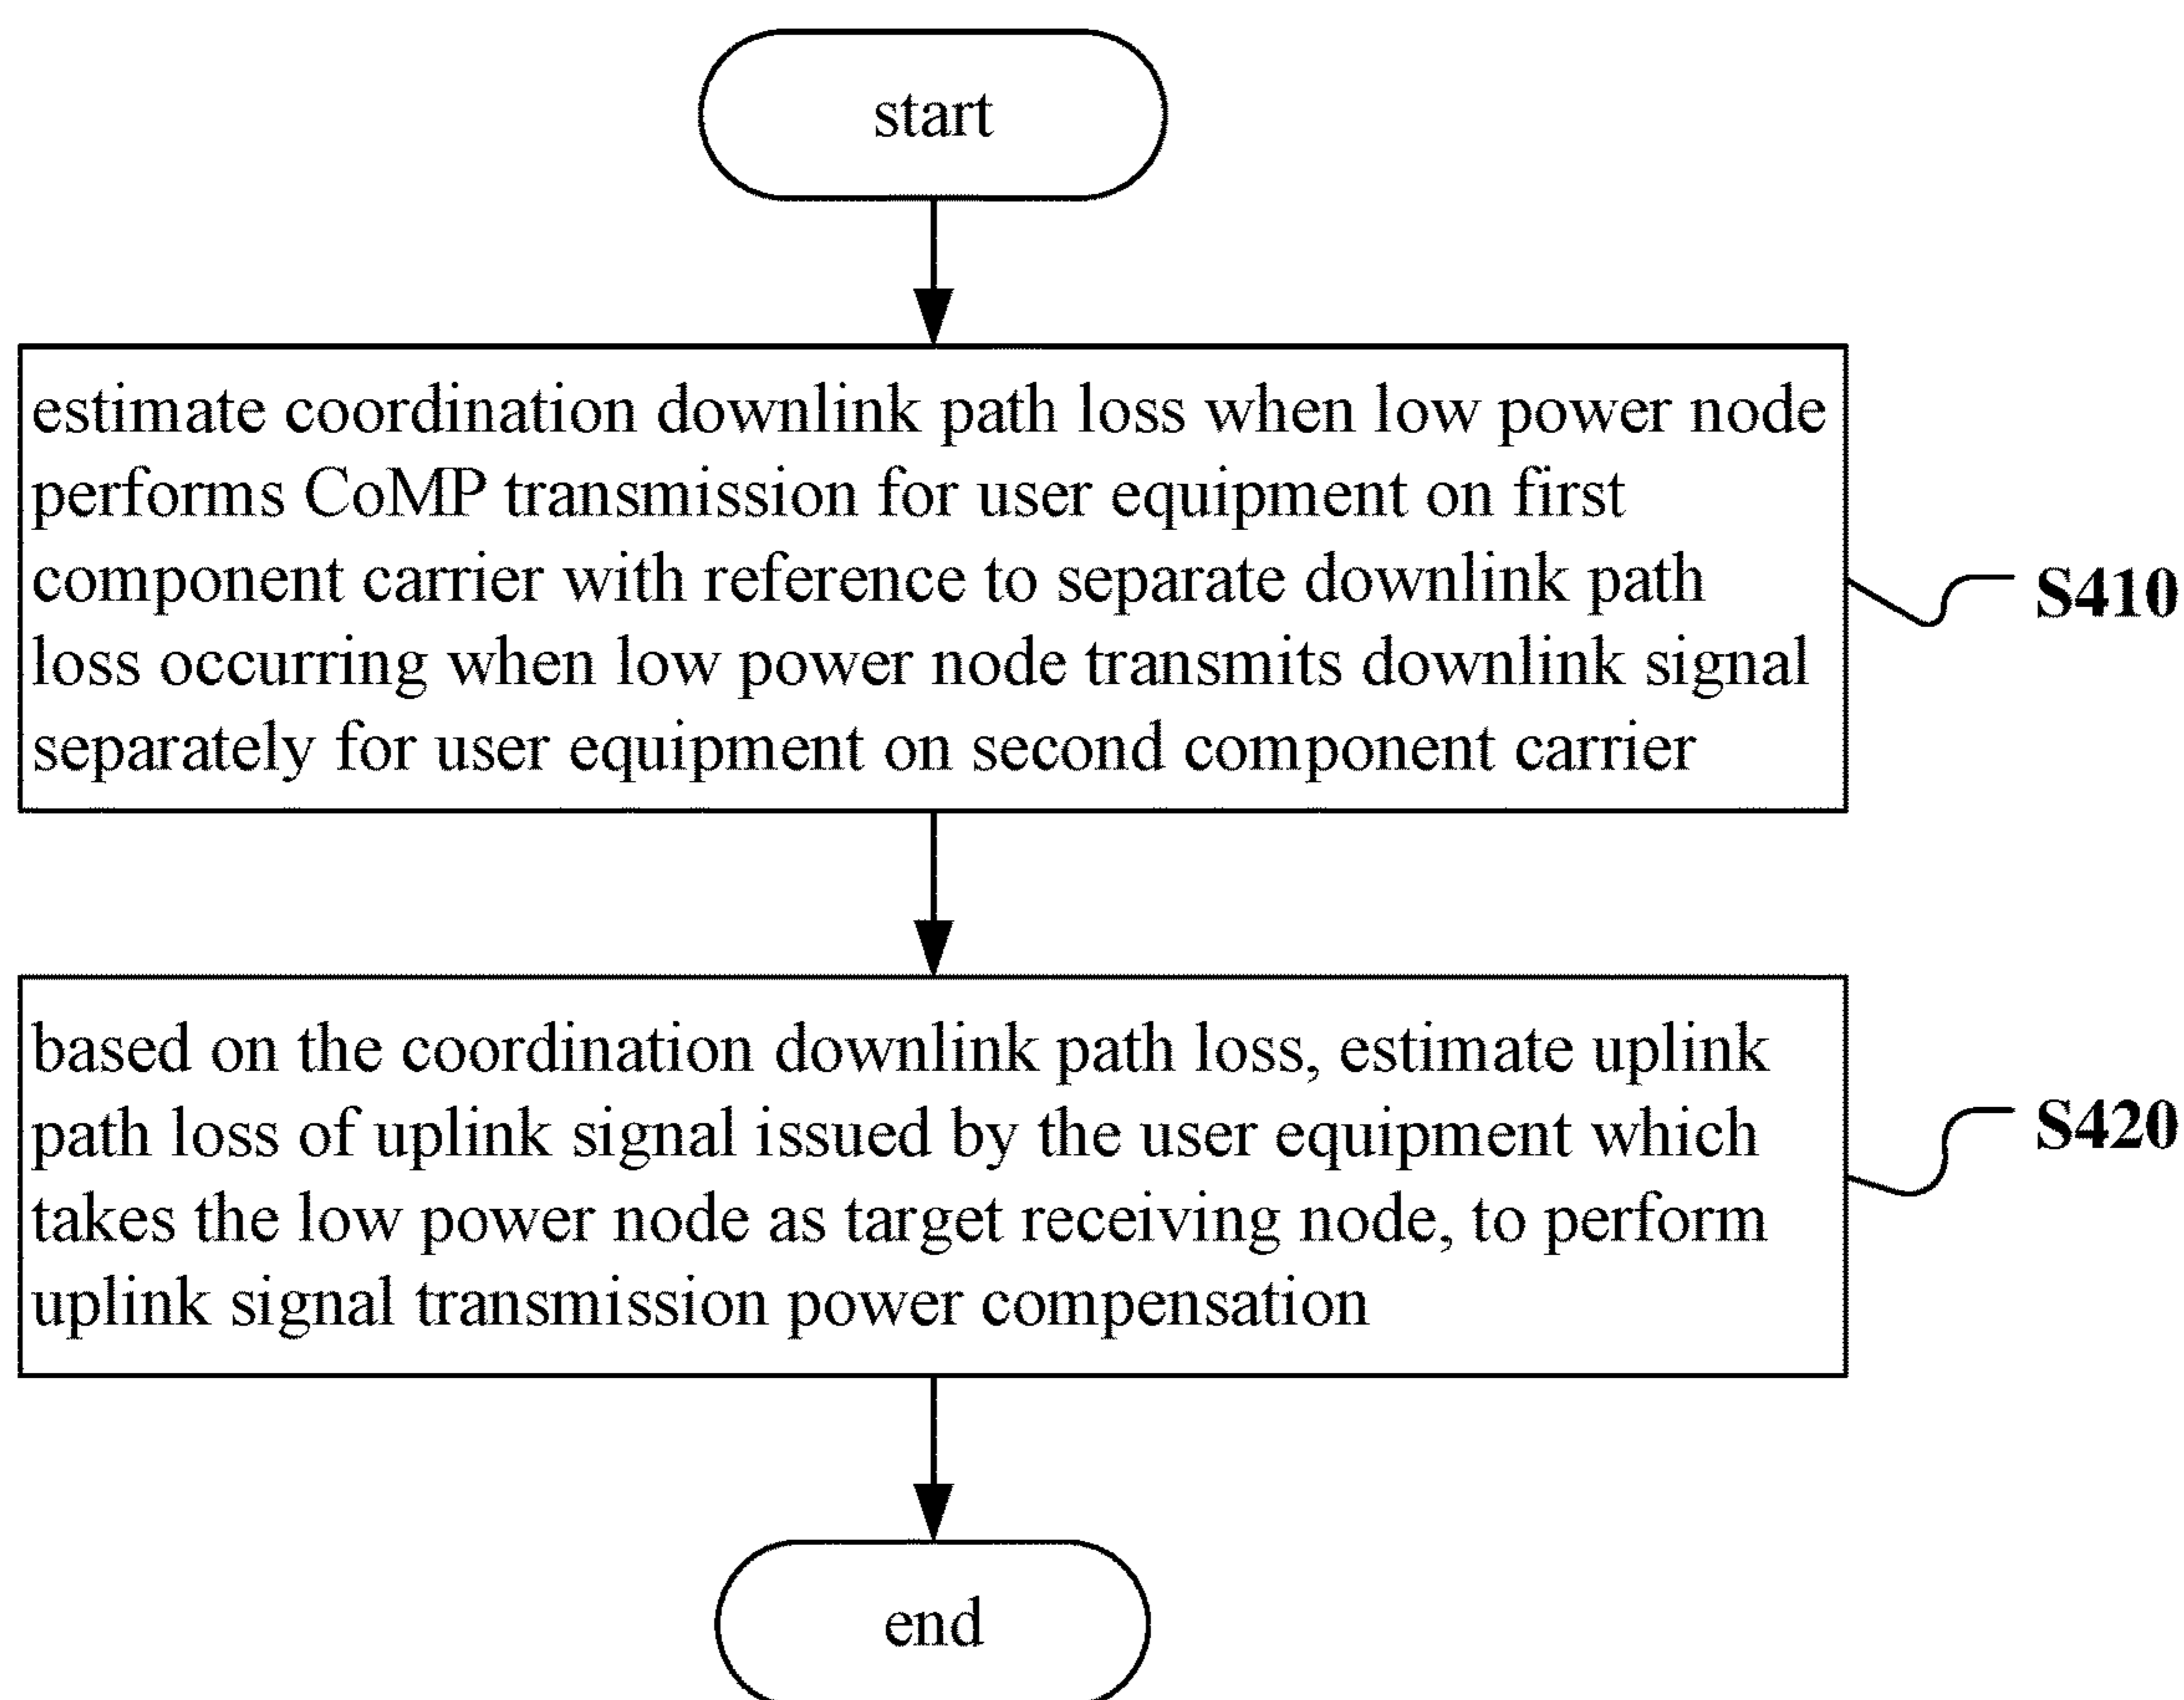 start
estimate coordination downlink path loss when low power node
performs CoMP transmission for user equipment on first
component carrier with reference to separate downlink path
loss occurring when low power node transmits downlink signal
separately for user equipment on second component carrier
S410
based on the coordination downlink path loss, estimate uplink
path loss of uplink signal issued by the user equipment which
takes the low power node as target receiving node, to perform
uplink signal transmission power compensation
S420
end